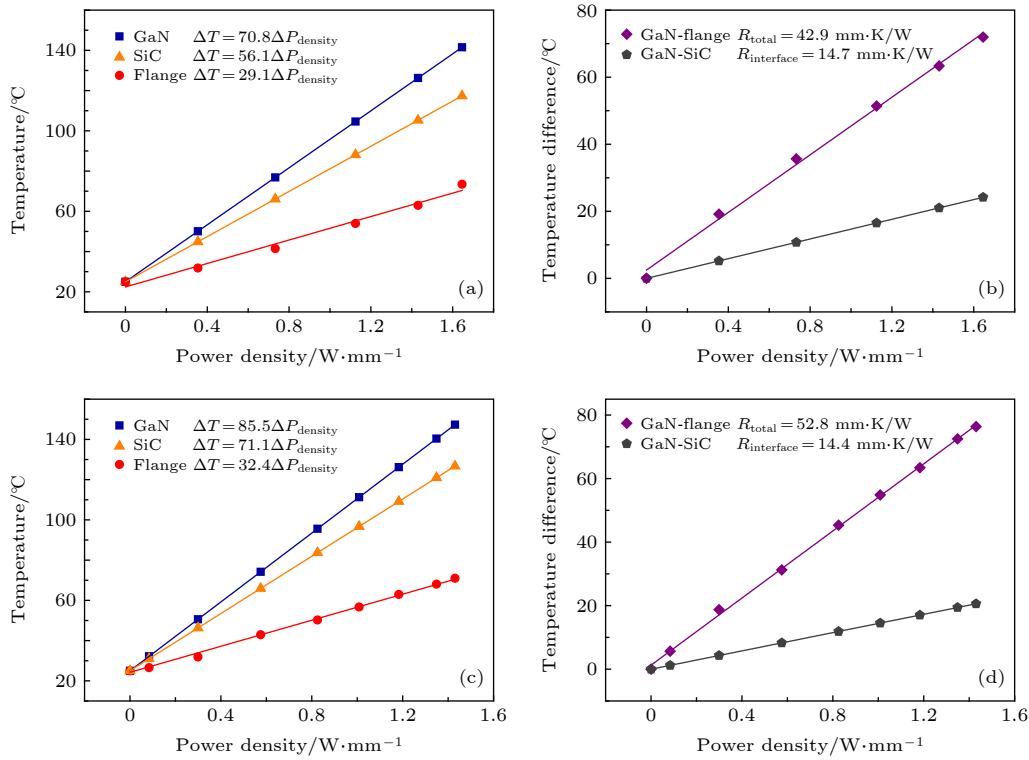 GaN ΔT=70.8ΔP_density
SiC ΔT=56.1ΔP_density
Flange ΔT=29.1ΔP_density
140
100
60
20
Temperature/℃
0 0.4 0.8 1.2 1.6
Power density/W·mm⁻¹
(a)
GaN-flange R_total=42.9 mm·K/W
GaN-SiC R_interface=14.7 mm·K/W
80
60
40
20
0
Temperature difference/℃
0 0.4 0.8 1.2 1.6
Power density/W·mm⁻¹
(b)
GaN ΔT=85.5ΔP_density
SiC ΔT=71.1ΔP_density
Flange ΔT=32.4ΔP_density
140
100
60
20
Temperature/℃
0 0.4 0.8 1.2 1.6
Power density/W·mm⁻¹
(c)
GaN-flange R_total=52.8 mm·K/W
GaN-SiC R_interface=14.4 mm·K/W
80
60
40
20
0
Temperature difference/℃
0 0.4 0.8 1.2 1.6
Power density/W·mm⁻¹
(d)